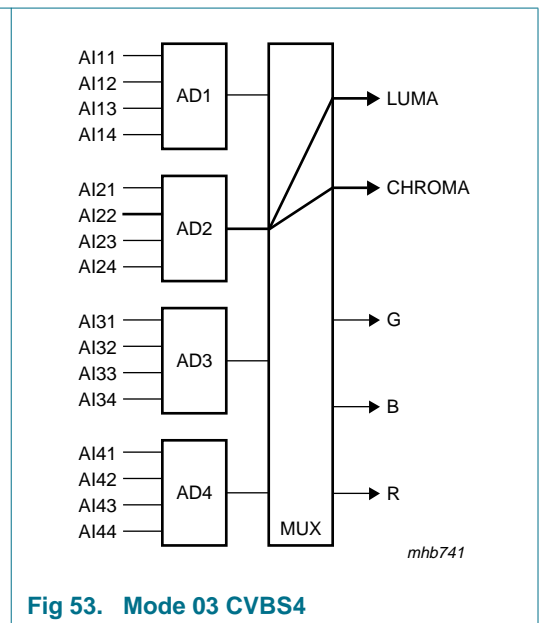 AI11
AI12
AI13
AI14
AD1
AI21
AI22
AI23
AI24
AD2
AI31
AI32
AI33
AI34
AD3
AI41
AI42
AI43
AI44
AD4
MUX
LUMA
CHROMA
G
B
R
mhb741
Fig 53. Mode 03 CVBS4